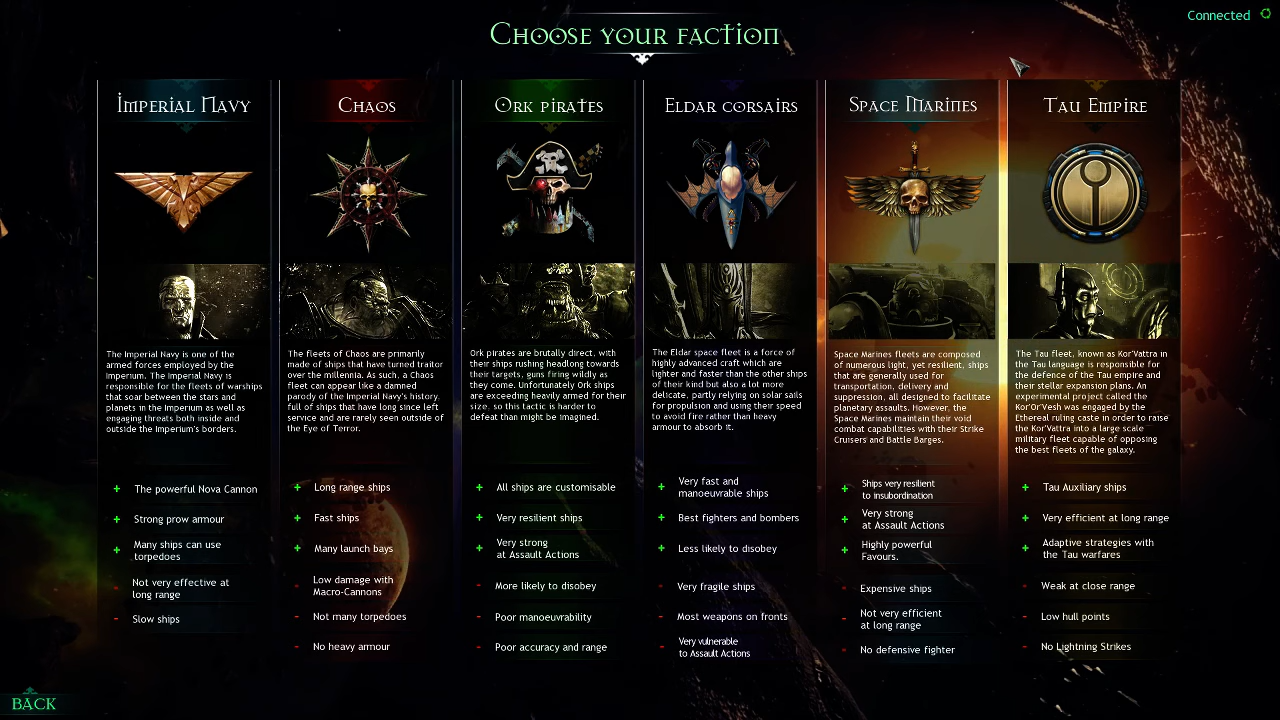 Connected
Choose your faction
Imperial Navy
The Imperial Navy is one of the
armed forces employed by the
Imperium. The Imperial Navy is
responsible for the fleets of warships
that soar between the stars and
planets in the Imperium as well as
engaging threats both inside and
outside the Imperium's borders.
+ The powerful Nova Cannon
+ Strong prow armour
+ Many ships can use
torpedoes
- Not very effective at
long range
- Slow ships
Chaos
The fleets of Chaos are primarily
made of ships that have turned traitor
over the millennia. As such, a Chaos
fleet can appear like a damned
parody of the Imperial Navy's history,
full of ships that have long since left
service and are rarely seen outside of
the Eye of Terror.
+ Long range ships
+ Fast ships
+ Many launch bays
- Low damage with
Macro-Cannons
- Not many torpedoes
- No heavy armour
Ork pirates
Ork pirates are brutally direct, with
their ships rushing headlong towards
their targets, guns firing wildly as
they come. Unfortunately Ork ships
are exceeding heavily armed for their
size, so this tactic is harder to
defeat than might be imagined.
+ All ships are customisable
+ Very resilient ships
+ Very strong
at Assault Actions
- More likely to disobey
- Poor manoeuvrability
- Poor accuracy and range
Eldar corsairs
The Eldar space fleet is a force of
highly advanced craft which are
lighter and faster than the other ships
of their kind but also a lot more
delicate, partly relying on solar sails
for propulsion and using their speed
to avoid fire rather than heavy
armour to absorb it.
+ Very fast and
manoeuvrable ships
+ Best fighters and bombers
+ Less likely to disobey
- Very fragile ships
- Most weapons on fronts
- Very vulnerable
to Assault Actions
Space Marines
Space Marines fleets are composed
of numerous light, yet resilient, ships
that are generally used for
transportation, delivery and
suppression, all designed to facilitate
planetary assaults. However, the
Space Marines maintain their void
combat capabilities with their Strike
Cruisers and Battle Barges.
+ Ships very resilient
to insubordination
+ Very strong
at Assault Actions
+ Highly powerful
Favours.
- Expensive ships
- Not very efficient
at long range
- No defensive fighter
Tau Empire
The Tau fleet, known as Kor'Vattra in
the Tau language is responsible for
the defence of the Tau empire and
their stellar expansion plans. An
experimental project called the
Kor'Or'Vesh was engaged by the
Ethereal ruling caste in order to raise
the Kor'Vattra into a large scale
military fleet capable of opposing
the best fleets of the galaxy.
+ Tau Auxiliary ships
+ Very efficient at long range
+ Adaptive strategies with
the Tau warfares
- Weak at close range
- Low hull points
- No Lightning Strikes
Back